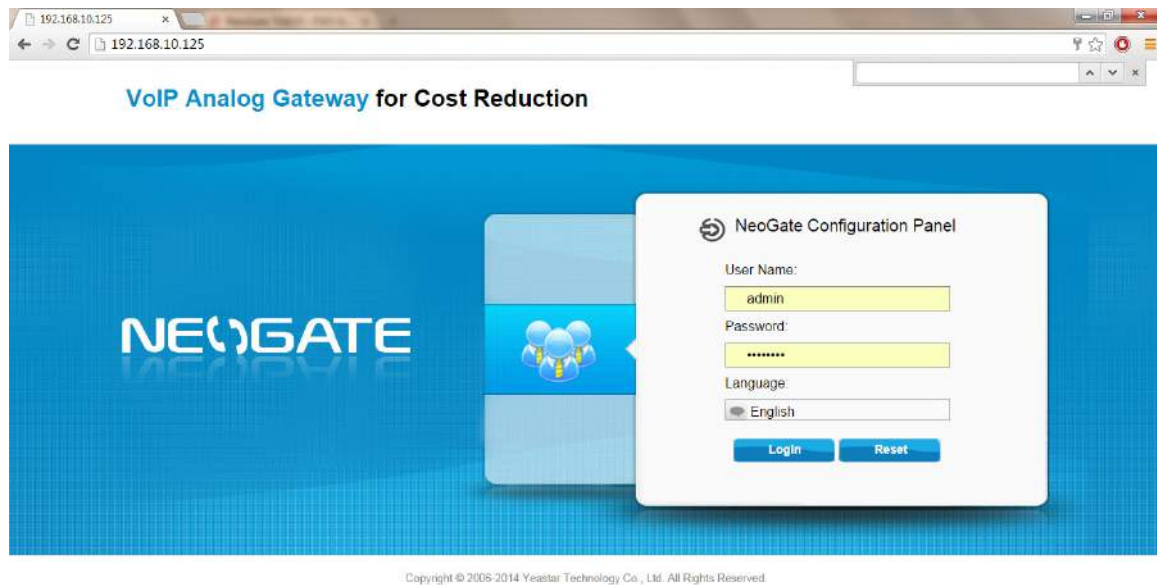 192.168.10.125
192.168.10.125
VoIP Analog Gateway for Cost Reduction
NEOGATE
NeoGate Configuration Panel
User Name:
admin
Password:
••••••••
Language:
English
Login Reset
Copyright © 2006-2014 Yeastar Technology Co., Ltd. All Rights Reserved.